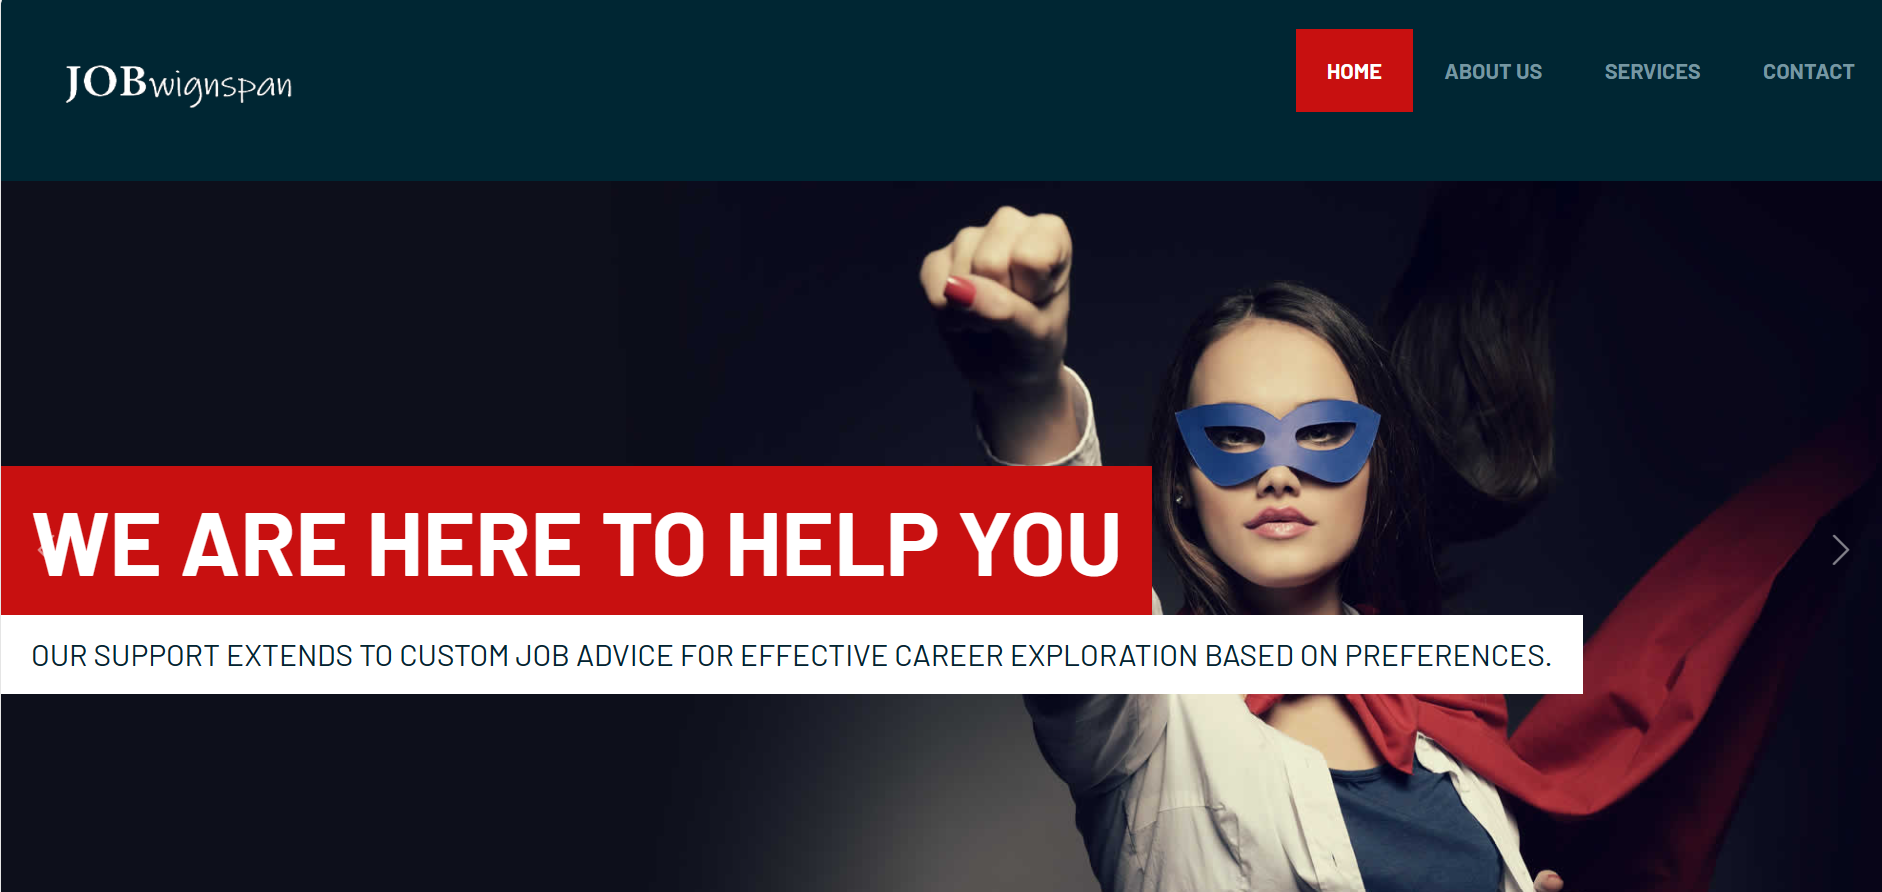 JOBwignspan
HOME ABOUT US SERVICES CONTACT
WE ARE HERE TO HELP YOU
OUR SUPPORT EXTENDS TO CUSTOM JOB ADVICE FOR EFFECTIVE CAREER EXPLORATION BASED ON PREFERENCES.